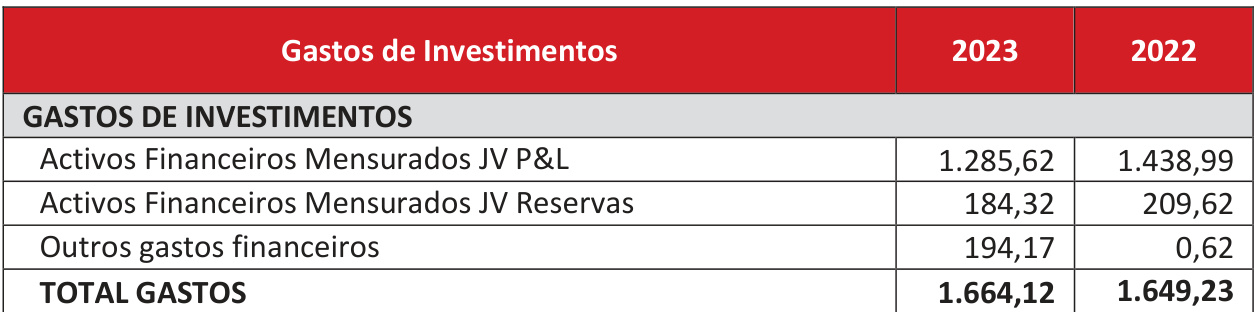 Gastos de Investimentos 2023 2022
GASTOS DE INVESTIMENTOS
Activos Financeiros Mensurados JV P&L 1.285,62 1.438,99
Activos Financeiros Mensurados JV Reservas 184,32 209,62
Outros gastos financeiros 194,17 0,62
TOTAL GASTOS 1.664,12 1.649,23